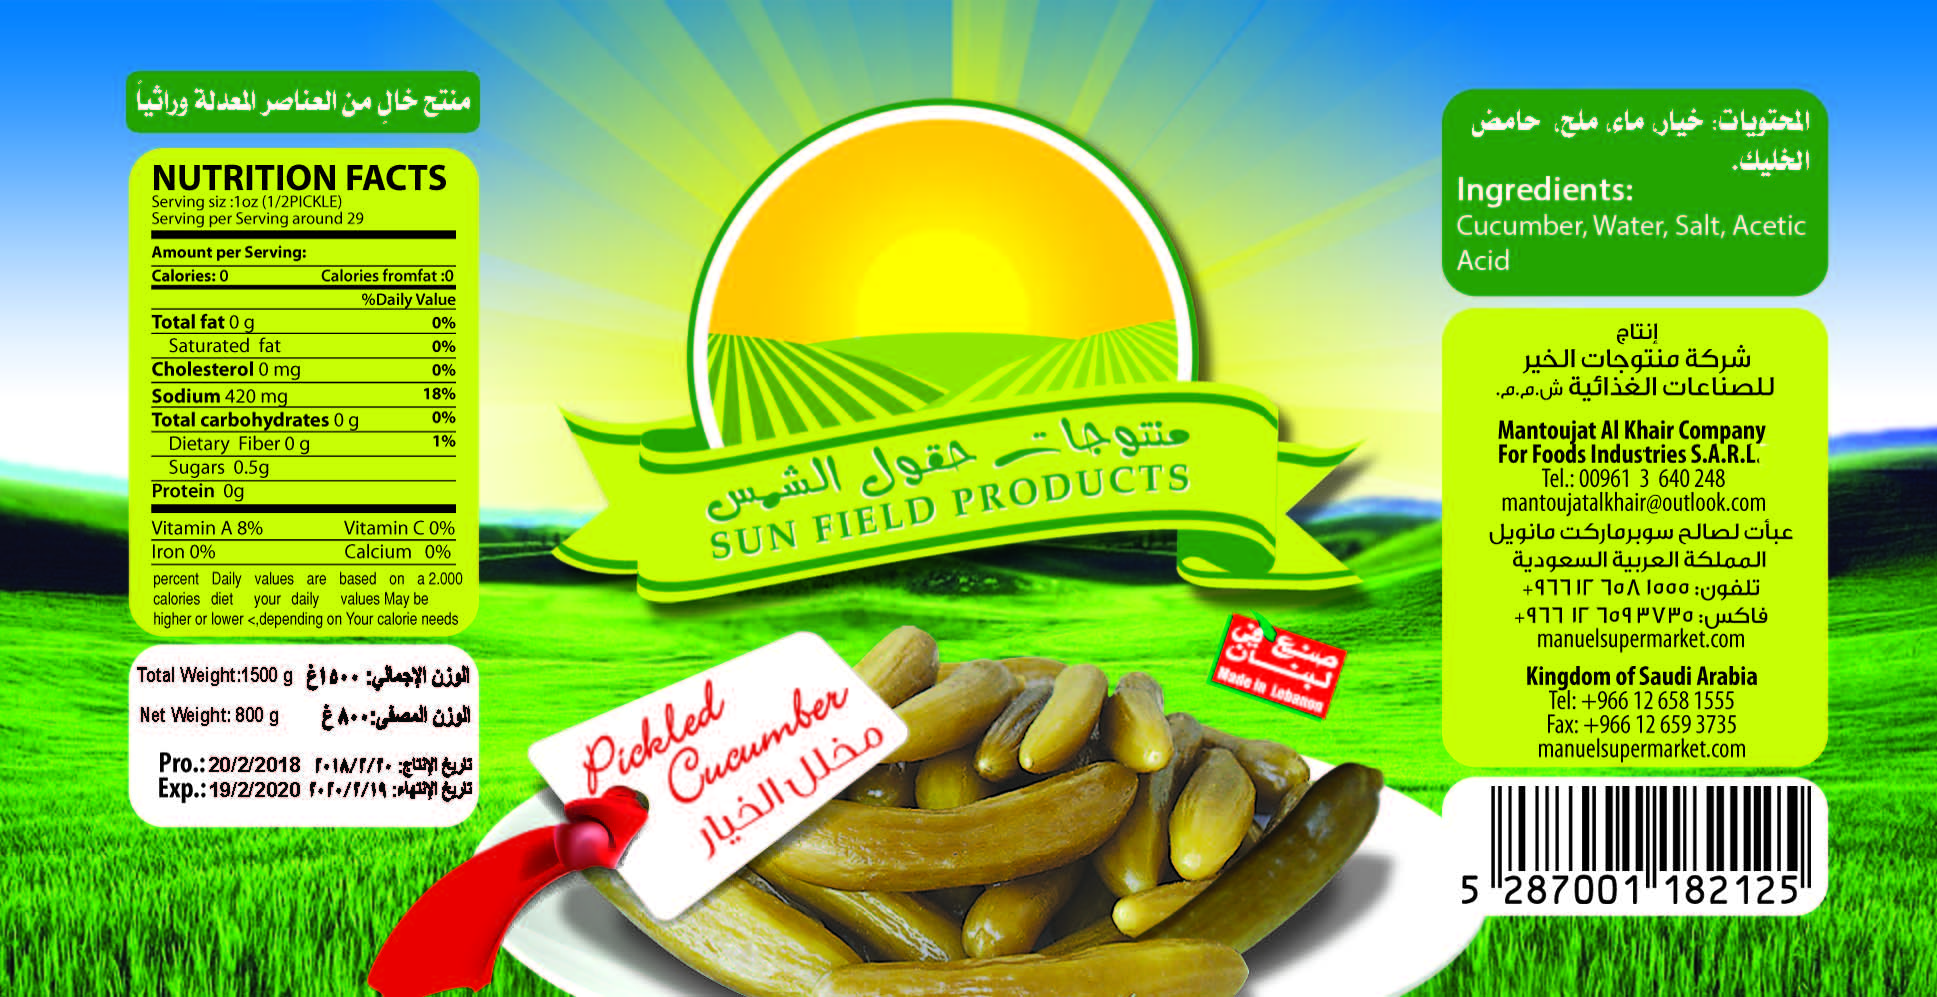 منتج خالٍ من العناصر المعدلة وراثياً
NUTRITION FACTS
Serving siz :1oz (1/2PICKLE)
Serving per Serving around 29
Amount per Serving:
Calories: 0 Calories fromfat :0
%Daily Value
Total fat 0 g 0%
Saturated fat 0%
Cholesterol 0 mg 0%
Sodium 420 mg 18%
Total carbohydrates 0 g 0%
Dietary Fiber 0 g 1%
Sugars 0.5g
Protein 0g
Vitamin A 8% Vitamin C 0%
Iron 0% Calcium 0%
percent Daily values are based on a 2.000
calories diet your daily values May be
higher or lower <,depending on Your calorie needs
Total Weight:1500 g الوزن الإجمالي: ١٥٠٠غ
Net Weight: 800 g الوزن المصفى: ٨٠٠ غ
Pro.: 20/2/2018 تاريخ الإنتاج: ٢٠١٨/٢/٢٠
Exp.: 19/2/2020 تاريخ الإنتهاء: ٢٠٢٠/٢/١٩
منتوجات حقول الشمس
SUN FIELD PRODUCTS
صنع في
لبنان
Made in Lebanon
Pickled
Cucumber
مخلل الخيار
المحتويات: خيار، ماء، ملح، حامض
الخليك.
Ingredients:
Cucumber, Water, Salt, Acetic
Acid
إنتاج
شركة منتوجات الخير
للصناعات الغذائية ش.م.م.
Mantoujat Al Khair Company
For Foods Industries S.A.R.L.
Tel.: 00961 3 640 248
mantoujatalkhair@outlook.com
عبأت لصالح سوبرماركت مانويل
المملكة العربية السعودية
تلفون: ١٥٥٥ ٦٥٨ ١٢ ٩٦٦+
فاكس: ٣٧٣٥ ٦٥٩ ١٢ ٩٦٦+
manuelsupermarket.com
Kingdom of Saudi Arabia
Tel: +966 12 658 1555
Fax: +966 12 659 3735
manuelsupermarket.com
5 287001 182125